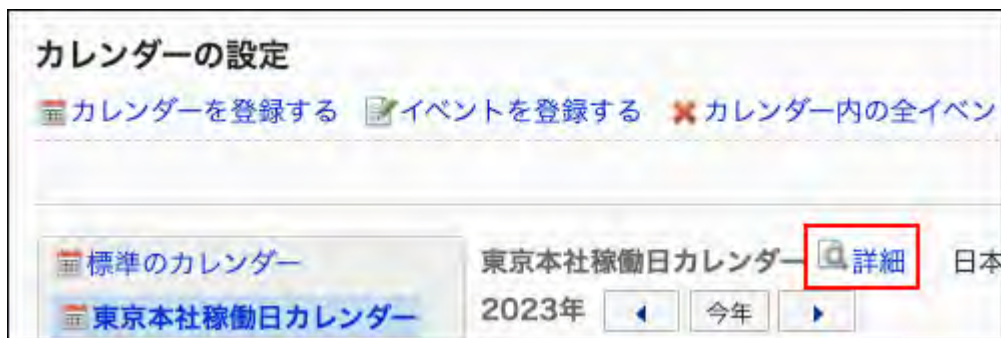 カレンダーの設定
カレンダーを登録する イベントを登録する カレンダー内の全イベン
標準のカレンダー
東京本社稼働日カレンダー
東京本社稼働日カレンダー 詳細 日本
2023年 今年